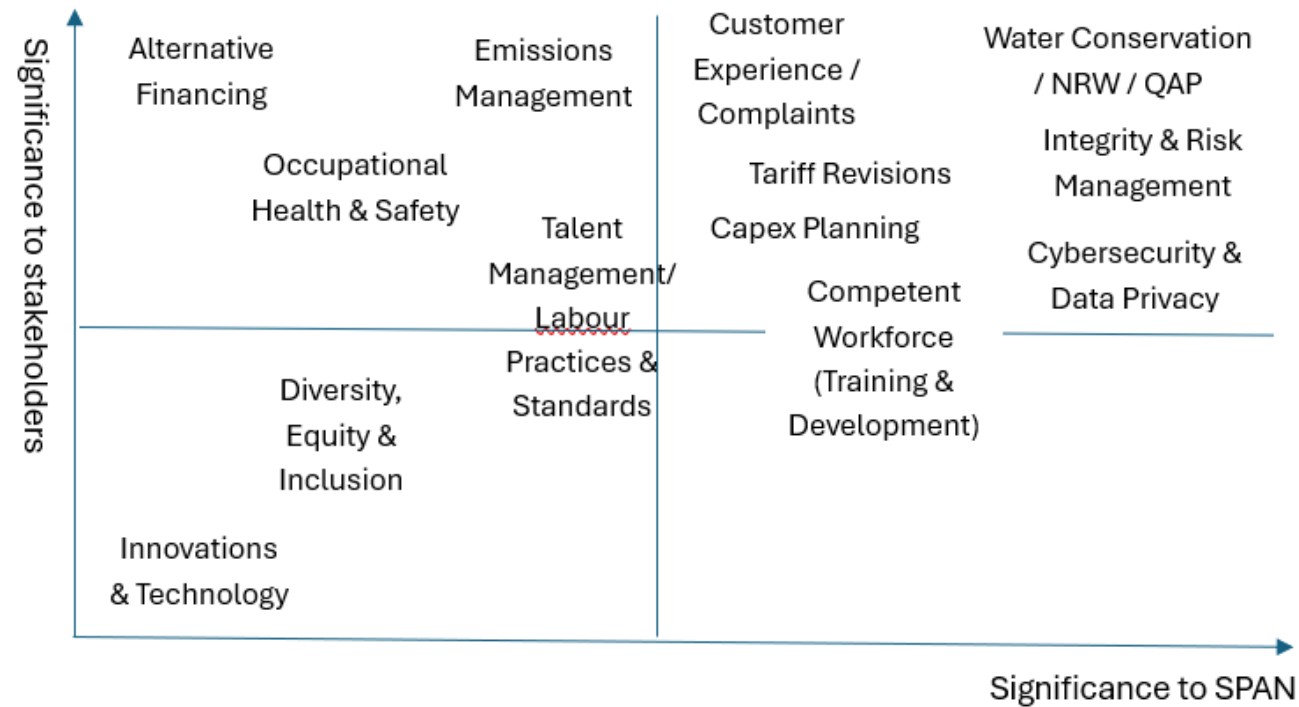 Significance to stakeholders
Alternative
Financing
Emissions
Management
Occupational
Health & Safety
Talent
Management/
Labour
Practices &
Standards
Diversity,
Equity &
Inclusion
Innovations
& Technology
Customer
Experience /
Complaints
Water Conservation
/ NRW / QAP
Integrity & Risk
Management
Tariff Revisions
Capex Planning
Cybersecurity &
Data Privacy
Competent
Workforce
(Training &
Development)
Significance to SPAN